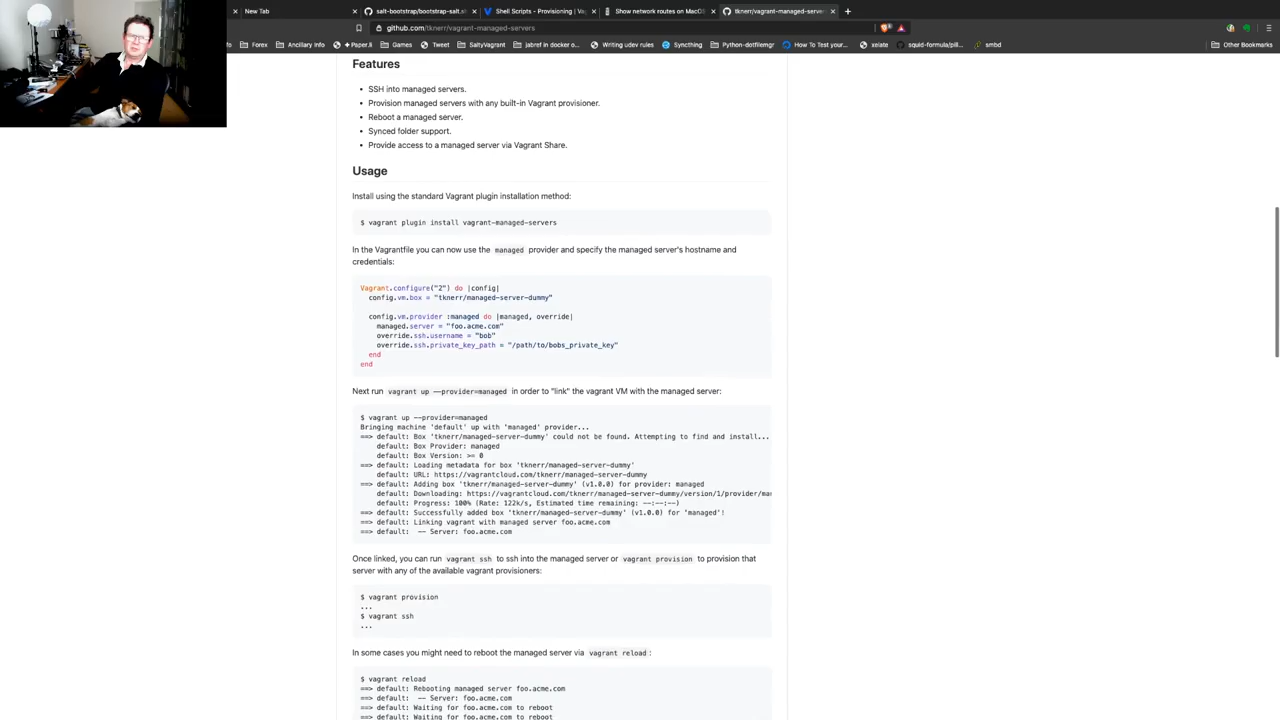 New Tab
salt-bootstrap/bootstrap-salt.s
Shell Scripts - Provisioning | Vag
Show network routes on MacOS
tknerr/vagrant-managed-server
github.com/tknerr/vagrant-managed-servers
fo
Forex
Ancillary Info
+ Paper.li
Games
Tweet
SaltyVagrant
jabref in docker o...
Writing udev rules
Syncthing
Python-dotfilemgr
How To Test your...
xelate
squid-formula/pill...
smbd
Other Bookmarks
Features
SSH into managed servers.
Provision managed servers with any built-in Vagrant provisioner.
Reboot a managed server.
Synced folder support.
Provide access to a managed server via Vagrant Share.
Usage
Install using the standard Vagrant plugin installation method:
$ vagrant plugin install vagrant-managed-servers
In the Vagrantfile you can now use the managed provider and specify the managed server's hostname and
credentials:
Vagrant.configure("2") do |config|
config.vm.box = "tknerr/managed-server-dummy"
config.vm.provider :managed do |managed, override|
managed.server = "foo.acme.com"
override.ssh.username = "bob"
override.ssh.private_key_path = "/path/to/bobs_private_key"
end
end
Next run vagrant up --provider=managed in order to "link" the vagrant VM with the managed server:
$ vagrant up --provider=managed
Bringing machine 'default' up with 'managed' provider...
==> default: Box 'tknerr/managed-server-dummy' could not be found. Attempting to find and install...
default: Box Provider: managed
default: Box Version: >= 0
==> default: Loading metadata for box 'tknerr/managed-server-dummy'
default: URL: https://vagrantcloud.com/tknerr/managed-server-dummy
==> default: Adding box 'tknerr/managed-server-dummy' (v1.0.0) for provider: managed
default: Downloading: https://vagrantcloud.com/tknerr/managed-server-dummy/version/1/provider/mar
default: Progress: 100% (Rate: 122k/s, Estimated time remaining: --:--:--)
==> default: Successfully added box 'tknerr/managed-server-dummy' (v1.0.0) for 'managed'!
==> default: Linking vagrant with managed server foo.acme.com
==> default: -- Server: foo.acme.com
Once linked, you can run vagrant ssh to ssh into the managed server or vagrant provision to provision that
server with any of the available vagrant provisioners:
$ vagrant provision
...
$ vagrant ssh
...
In some cases you might need to reboot the managed server via vagrant reload :
$ vagrant reload
==> default: Rebooting managed server foo.acme.com
==> default: -- Server: foo.acme.com
==> default: Waiting for foo.acme.com to reboot
==> default: Waiting for foo.acme.com to reboot